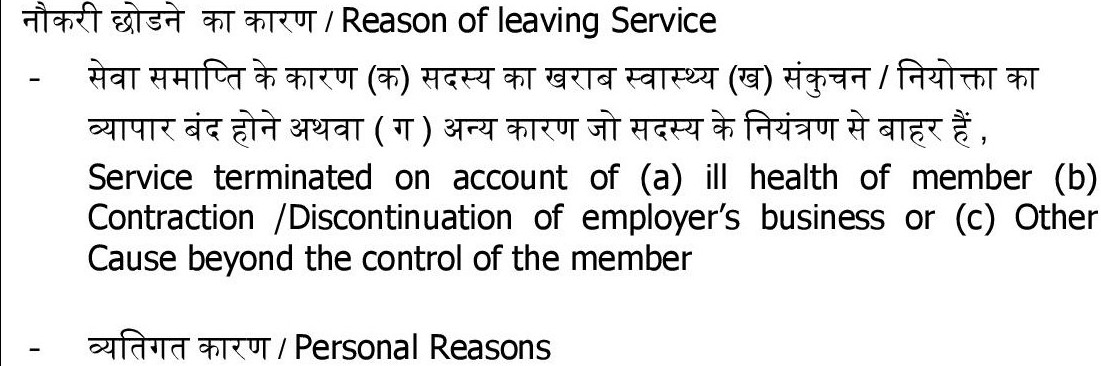 नौकरी छोडने का कारण / Reason of leaving Service
- सेवा समाप्ति के कारण (क) सदस्य का खराब स्वास्थ्य (ख) संकुचन / नियोक्ता का
व्यापार बंद होने अथवा ( ग ) अन्य कारण जो सदस्य के नियंत्रण से बाहर हैं ,
Service terminated on account of (a) ill health of member (b)
Contraction /Discontinuation of employer’s business or (c) Other
Cause beyond the control of the member
- व्यतिगत कारण / Personal Reasons